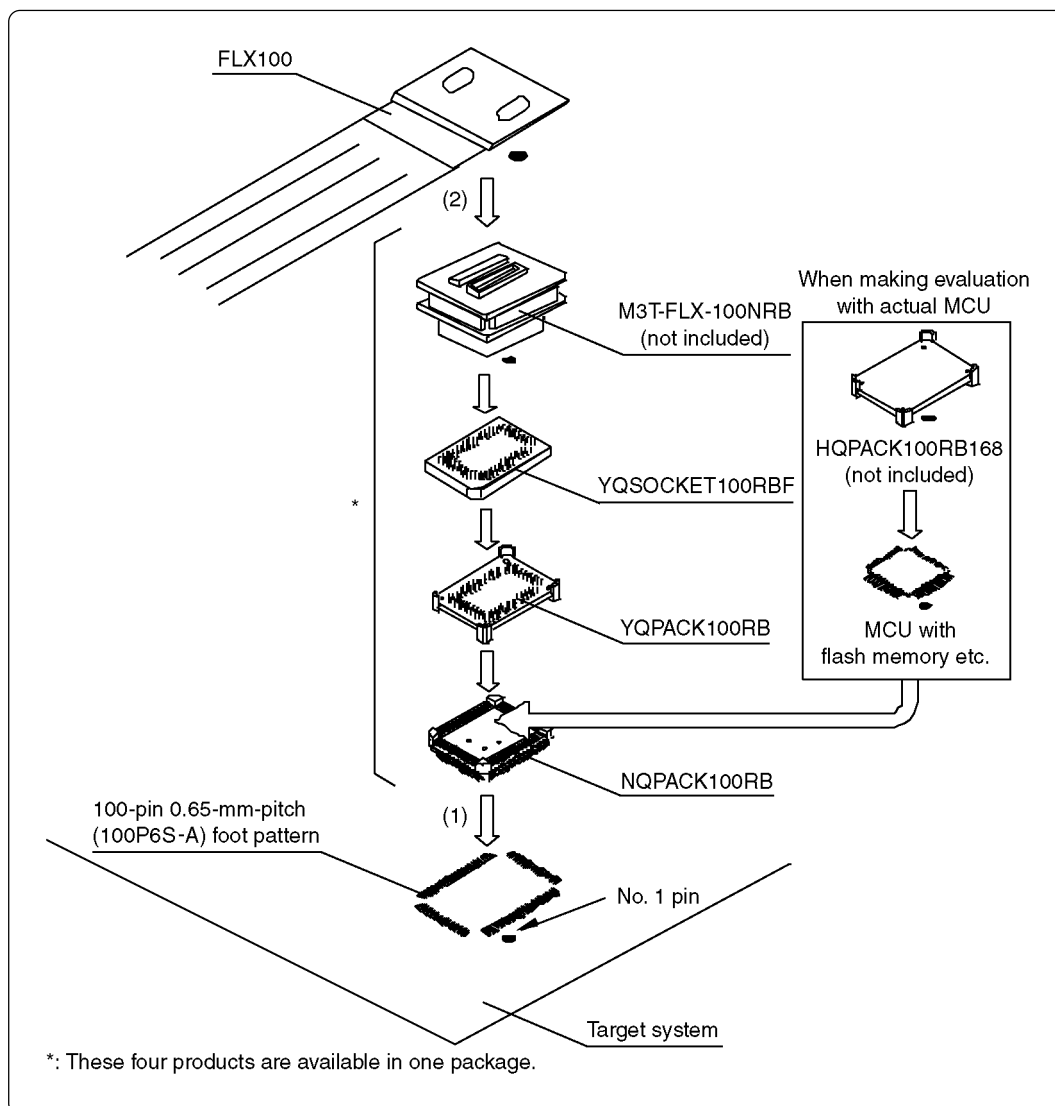 FLX100
(2)
M3T-FLX-100NRB
(not included)
When making evaluation
with actual MCU
HQPACK100RB168
(not included)
MCU with
flash memory etc.
*
YQSOCKET100RBF
YQPACK100RB
NQPACK100RB
(1)
100-pin 0.65-mm-pitch
(100P6S-A) foot pattern
No. 1 pin
Target system
*: These four products are available in one package.